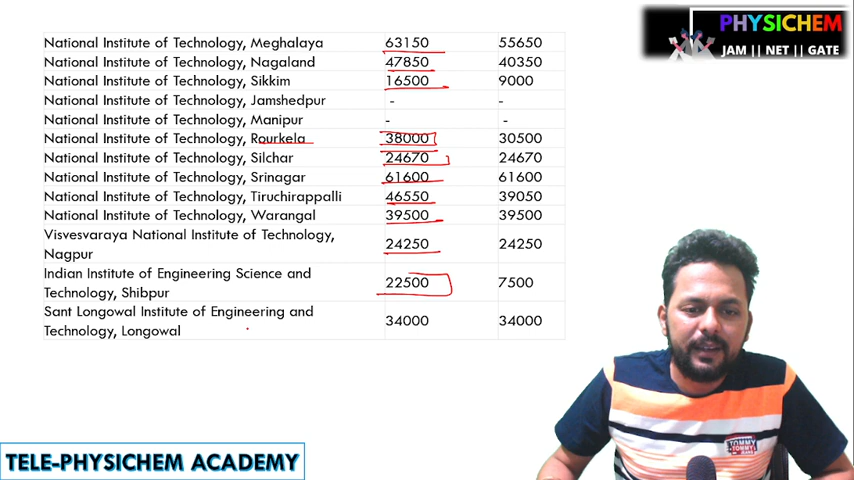 PHYSICHEM
JAM || NET || GATE
National Institute of Technology, Meghalaya 63150 55650
National Institute of Technology, Nagaland 47850 40350
National Institute of Technology, Sikkim 16500 9000
National Institute of Technology, Jamshedpur - -
National Institute of Technology, Manipur - -
National Institute of Technology, Rourkela 38000 30500
National Institute of Technology, Silchar 24670 24670
National Institute of Technology, Srinagar 61600 61600
National Institute of Technology, Tiruchirappalli 46550 39050
National Institute of Technology, Warangal 39500 39500
Visvesvaraya National Institute of Technology,
Nagpur 24250 24250
Indian Institute of Engineering Science and
Technology, Shibpur 22500 7500
Sant Longowal Institute of Engineering and
Technology, Longowal 34000 34000
TOMMY
TOMMY
TELE-PHYSICHEM ACADEMY